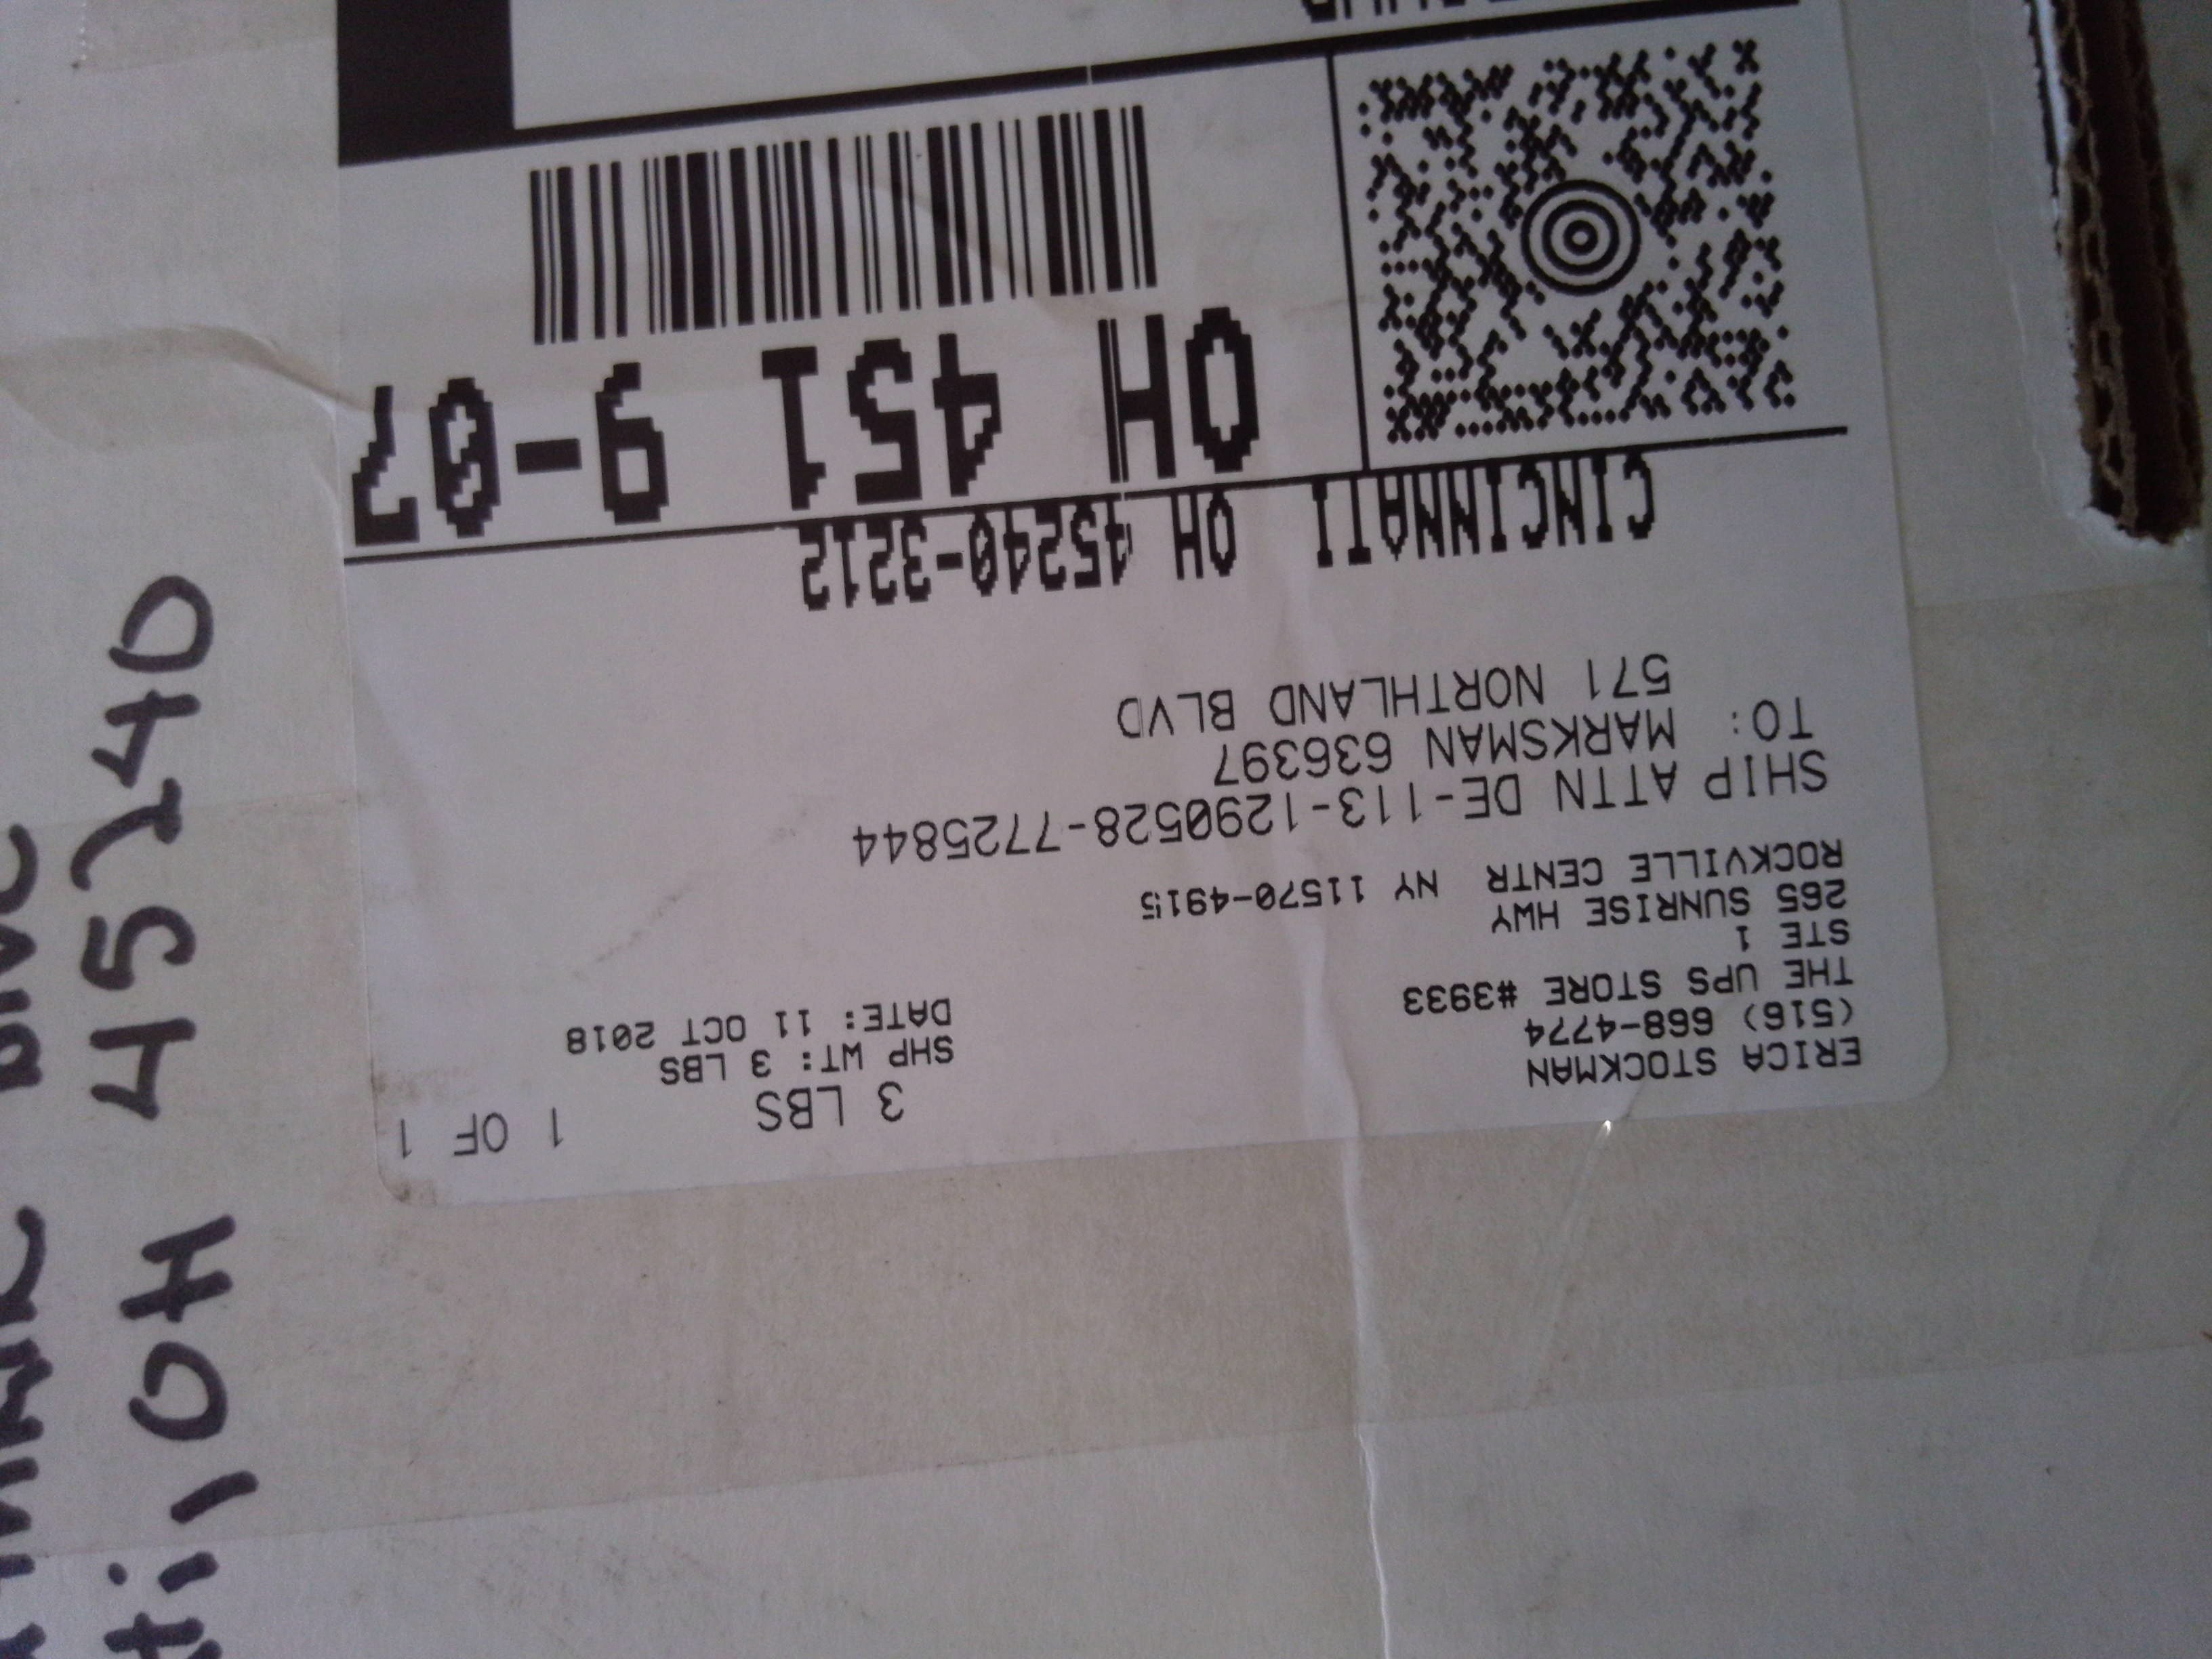 ERICA STOCKMAN
(516) 668-4774
THE UPS STORE #3933
STE 1
265 SUNRISE HWY
ROCKVILLE CENTR NY 11570-4915
3 LBS
1 OF 1
SHP WT: 3 LBS
DATE: 11 OCT 2018
SHIP ATTN DE-113-1290528-7725844
TO: MARKSMAN 636397
571 NORTHLAND BLVD
CINCINNATI OH 45240-3212
OH 451 9-07
OH 45240